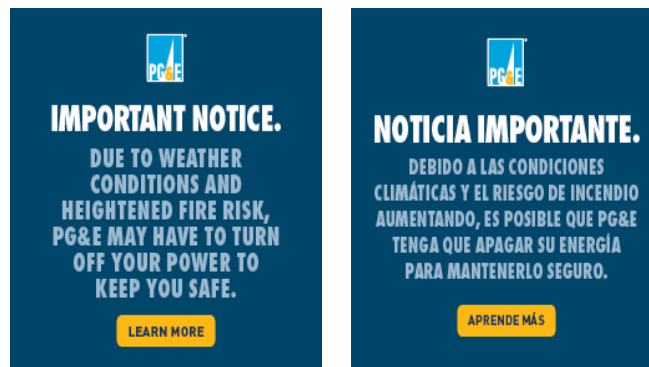 PG&E
IMPORTANT NOTICE.
DUE TO WEATHER
CONDITIONS AND
HEIGHTENED FIRE RISK,
PG&E MAY HAVE TO TURN
OFF YOUR POWER TO
KEEP YOU SAFE.
LEARN MORE
PG&E
NOTICIA IMPORTANTE.
DEBIDO A LAS CONDICIONES
CLIMÁTICAS Y EL RIESGO DE INCENDIO
AUMENTANDO, ES POSIBLE QUE PG&E
TENGA QUE APAGAR SU ENERGÍA
PARA MANTENERLO SEGURO.
APRENDE MÁS